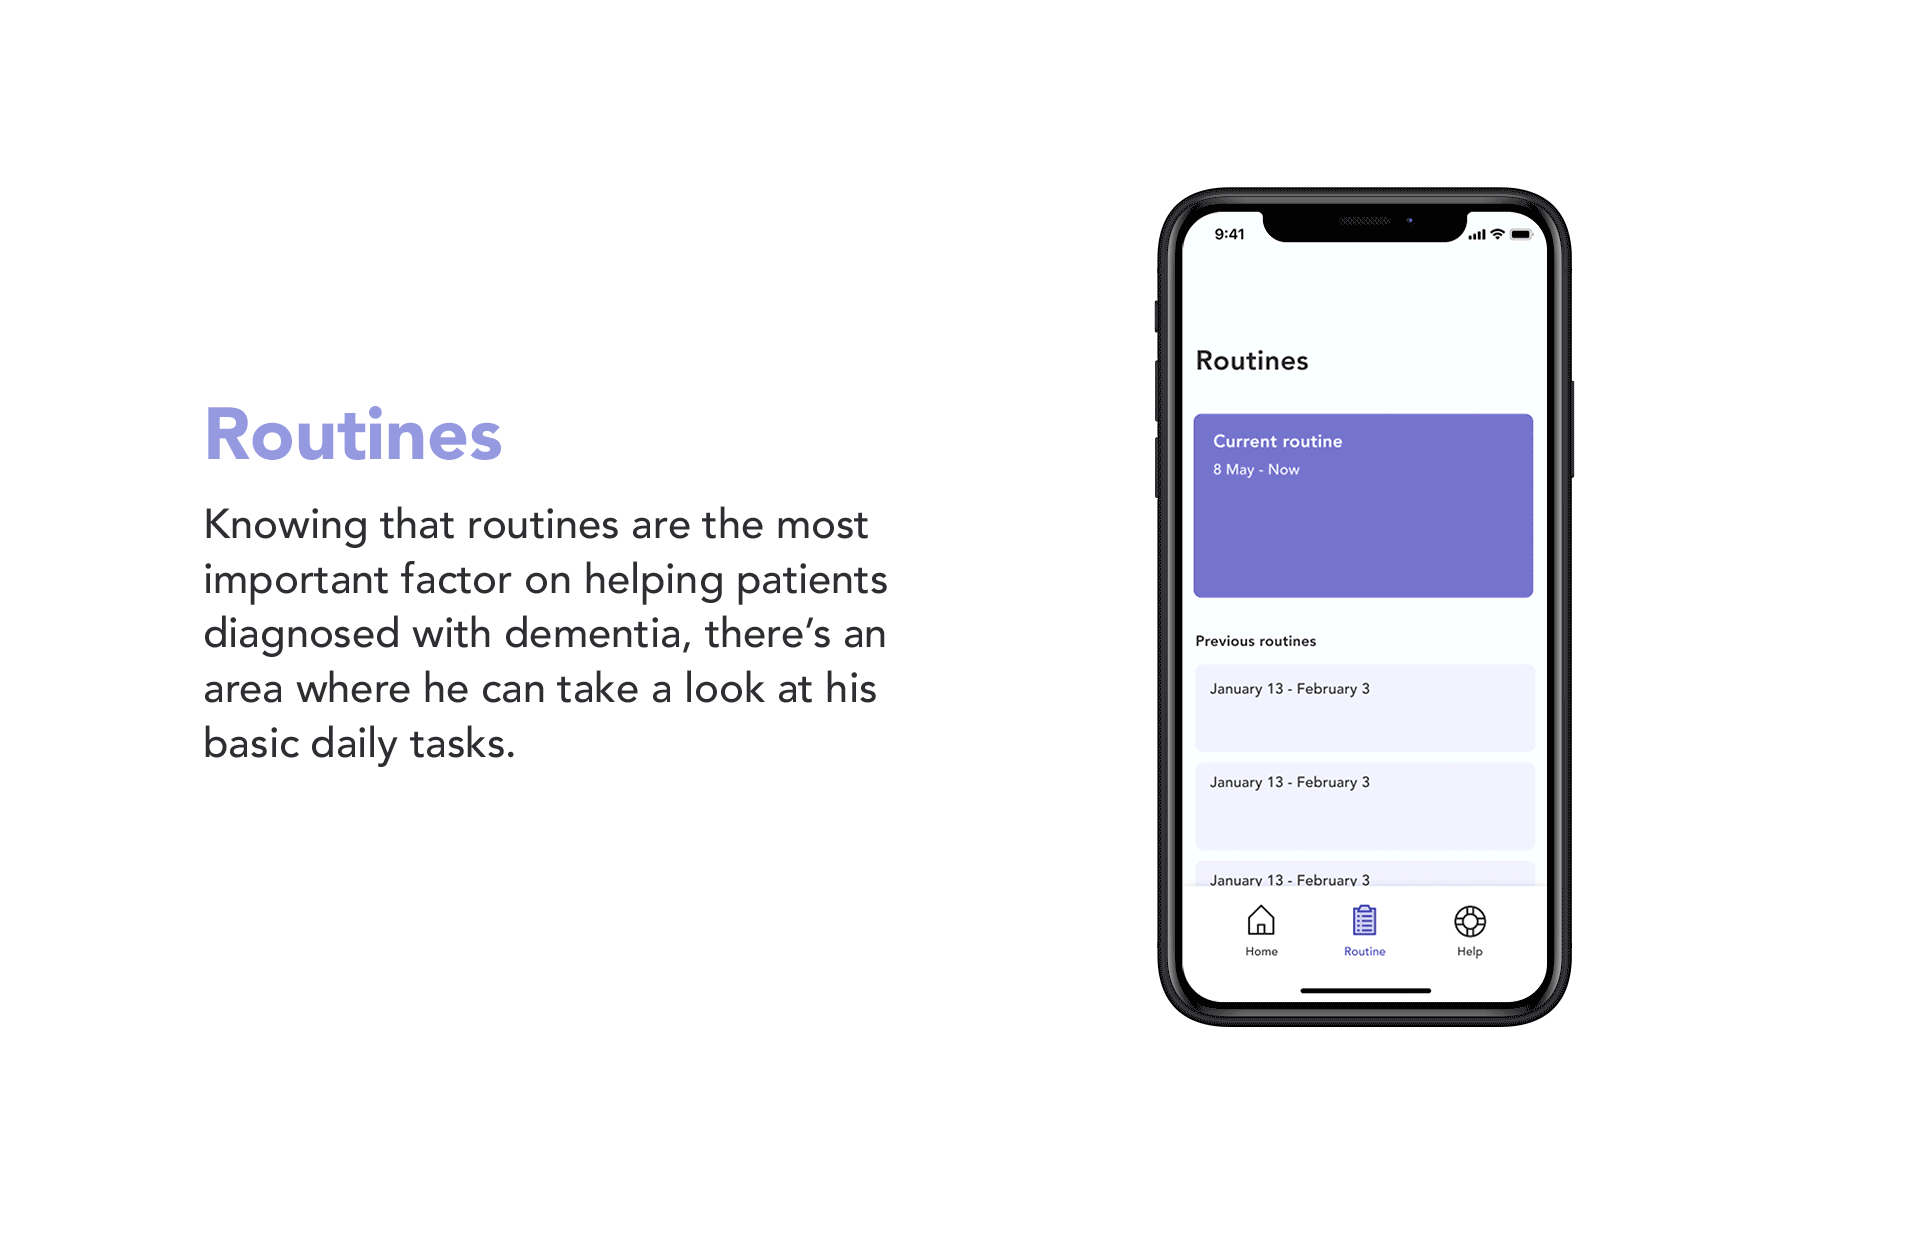 Routines
Knowing that routines are the most
important factor on helping patients
diagnosed with dementia, there’s an
area where he can take a look at his
basic daily tasks.
9:41
Routines
Current routine
8 May - Now
Previous routines
January 13 - February 3
January 13 - February 3
January 13 - February 3
Home
Routine
Help